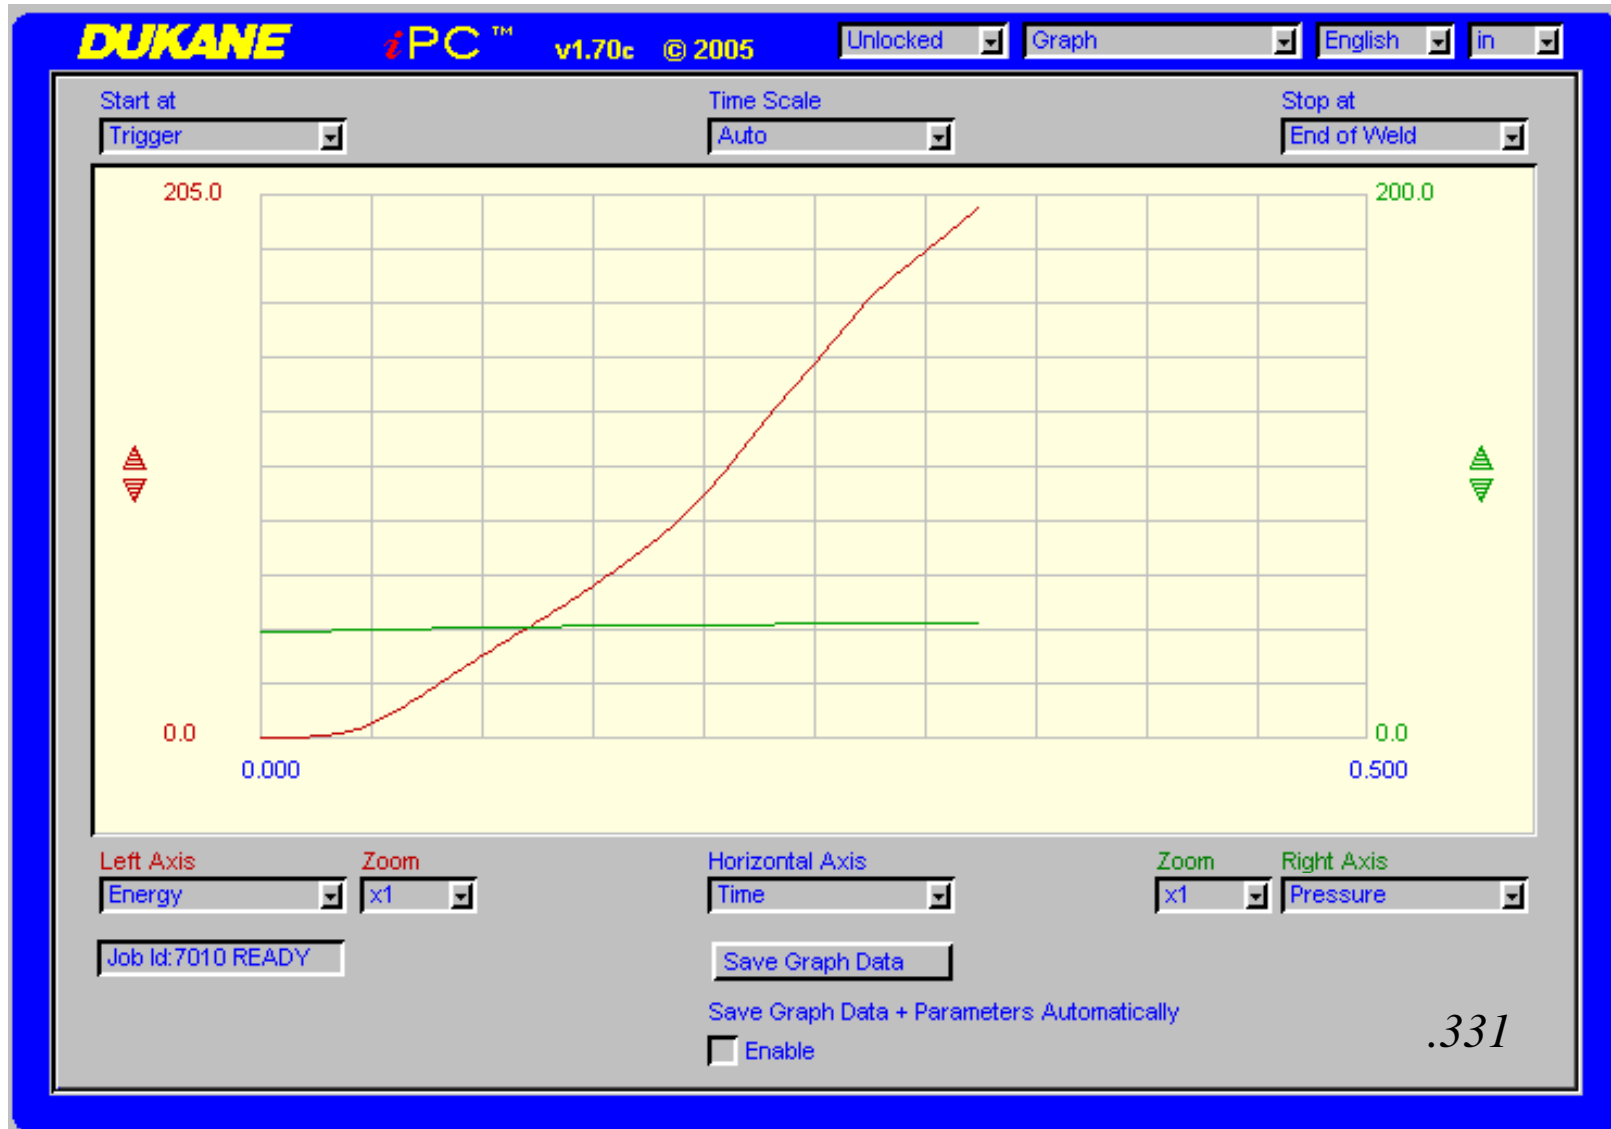 DUKANE iPC™ v1.70c © 2005 Unlocked Graph English in
Start at Time Scale Stop at
Trigger Auto End of Weld
205.0 200.0
0.0 0.0
0.000 0.500
Left Axis Zoom Horizontal Axis Zoom Right Axis
Energy x1 Time x1 Pressure
Job Id:7010 READY Save Graph Data
Save Graph Data + Parameters Automatically
Enable .331